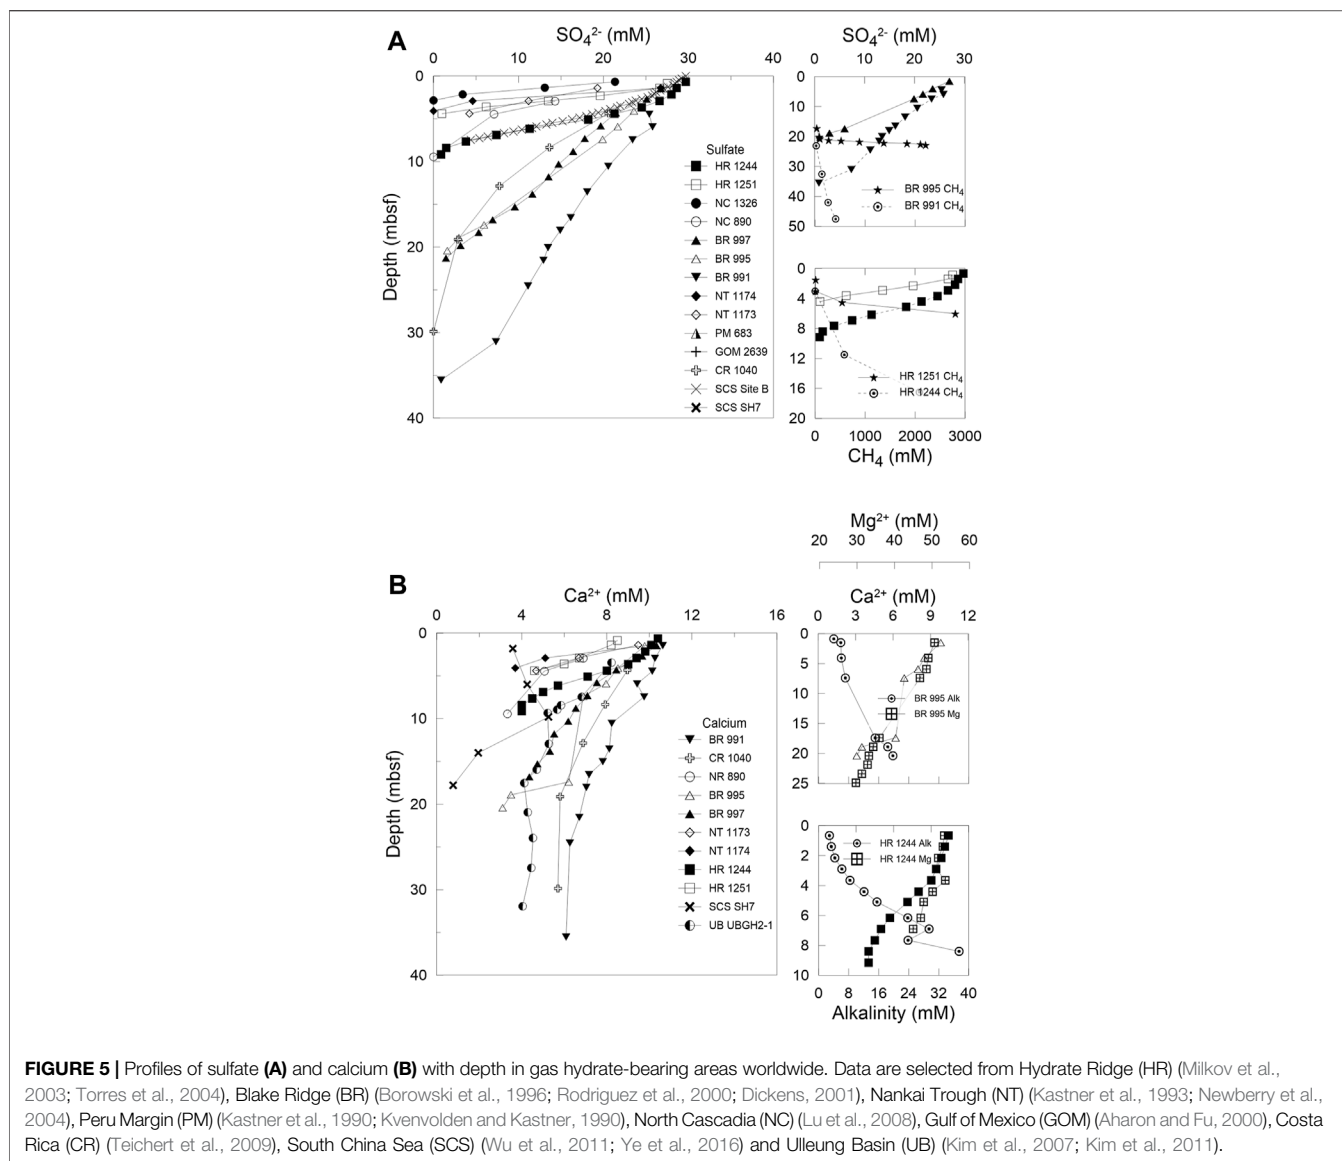 A
SO₄²⁻ (mM)
0 10 20 30 40
0
10
20
30
40
Depth (mbsf)
Sulfate
HR 1244
HR 1251
NC 1326
NC 890
BR 997
BR 995
BR 991
NT 1174
NT 1173
PM 683
GOM 2639
CR 1040
SCS Site B
SCS SH7
SO₄²⁻ (mM)
0 10 20 30
0
10
20
30
40
50
BR 995 CH₄
BR 991 CH₄
0
4
8
12
16
20
HR 1251 CH₄
HR 1244 CH₄
0 1000 2000 3000
CH₄ (mM)
B
Ca²⁺ (mM)
0 4 8 12 16
0
10
20
30
40
Depth (mbsf)
Calcium
BR 991
CR 1040
NR 890
BR 995
BR 997
NT 1173
NT 1174
HR 1244
HR 1251
SCS SH7
UB UBGH2-1
Mg²⁺ (mM)
20 30 40 50 60
Ca²⁺ (mM)
0 3 6 9 12
0
5
10
15
20
25
BR 995 Alk
BR 995 Mg
0
2
4
6
8
10
HR 1244 Alk
HR 1244 Mg
0 8 16 24 32 40
Alkalinity (mM)
FIGURE 5 | Profiles of sulfate (A) and calcium (B) with depth in gas hydrate-bearing areas worldwide. Data are selected from Hydrate Ridge (HR) (Milkov et al.,
2003; Torres et al., 2004), Blake Ridge (BR) (Borowski et al., 1996; Rodriguez et al., 2000; Dickens, 2001), Nankai Trough (NT) (Kastner et al., 1993; Newberry et al.,
2004), Peru Margin (PM) (Kastner et al., 1990; Kvenvolden and Kastner, 1990), North Cascadia (NC) (Lu et al., 2008), Gulf of Mexico (GOM) (Aharon and Fu, 2000), Costa
Rica (CR) (Teichert et al., 2009), South China Sea (SCS) (Wu et al., 2011; Ye et al., 2016) and Ulleung Basin (UB) (Kim et al., 2007; Kim et al., 2011).